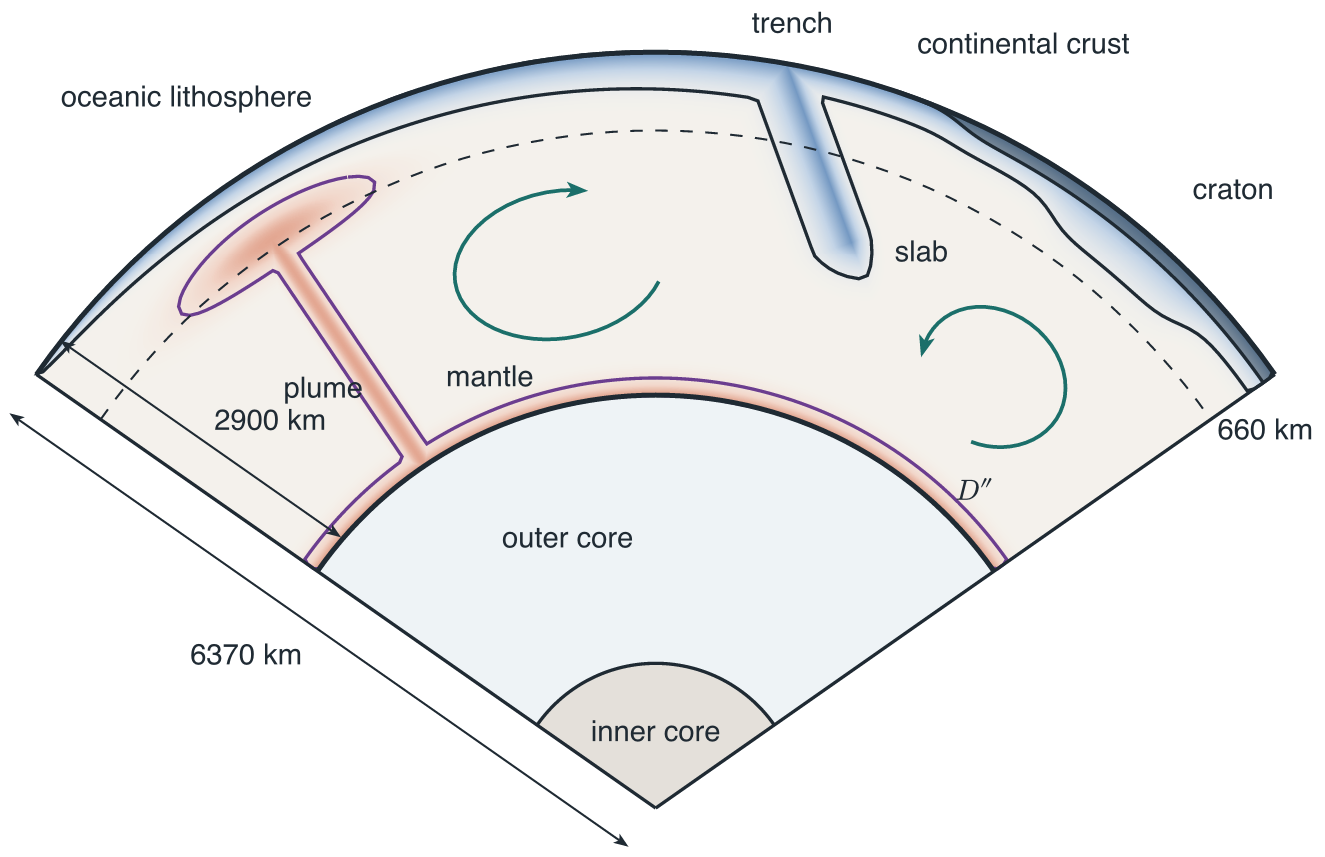 trench
continental crust
oceanic lithosphere
craton
slab
mantle
plume
2900 km
660 km
D″
outer core
6370 km
inner core